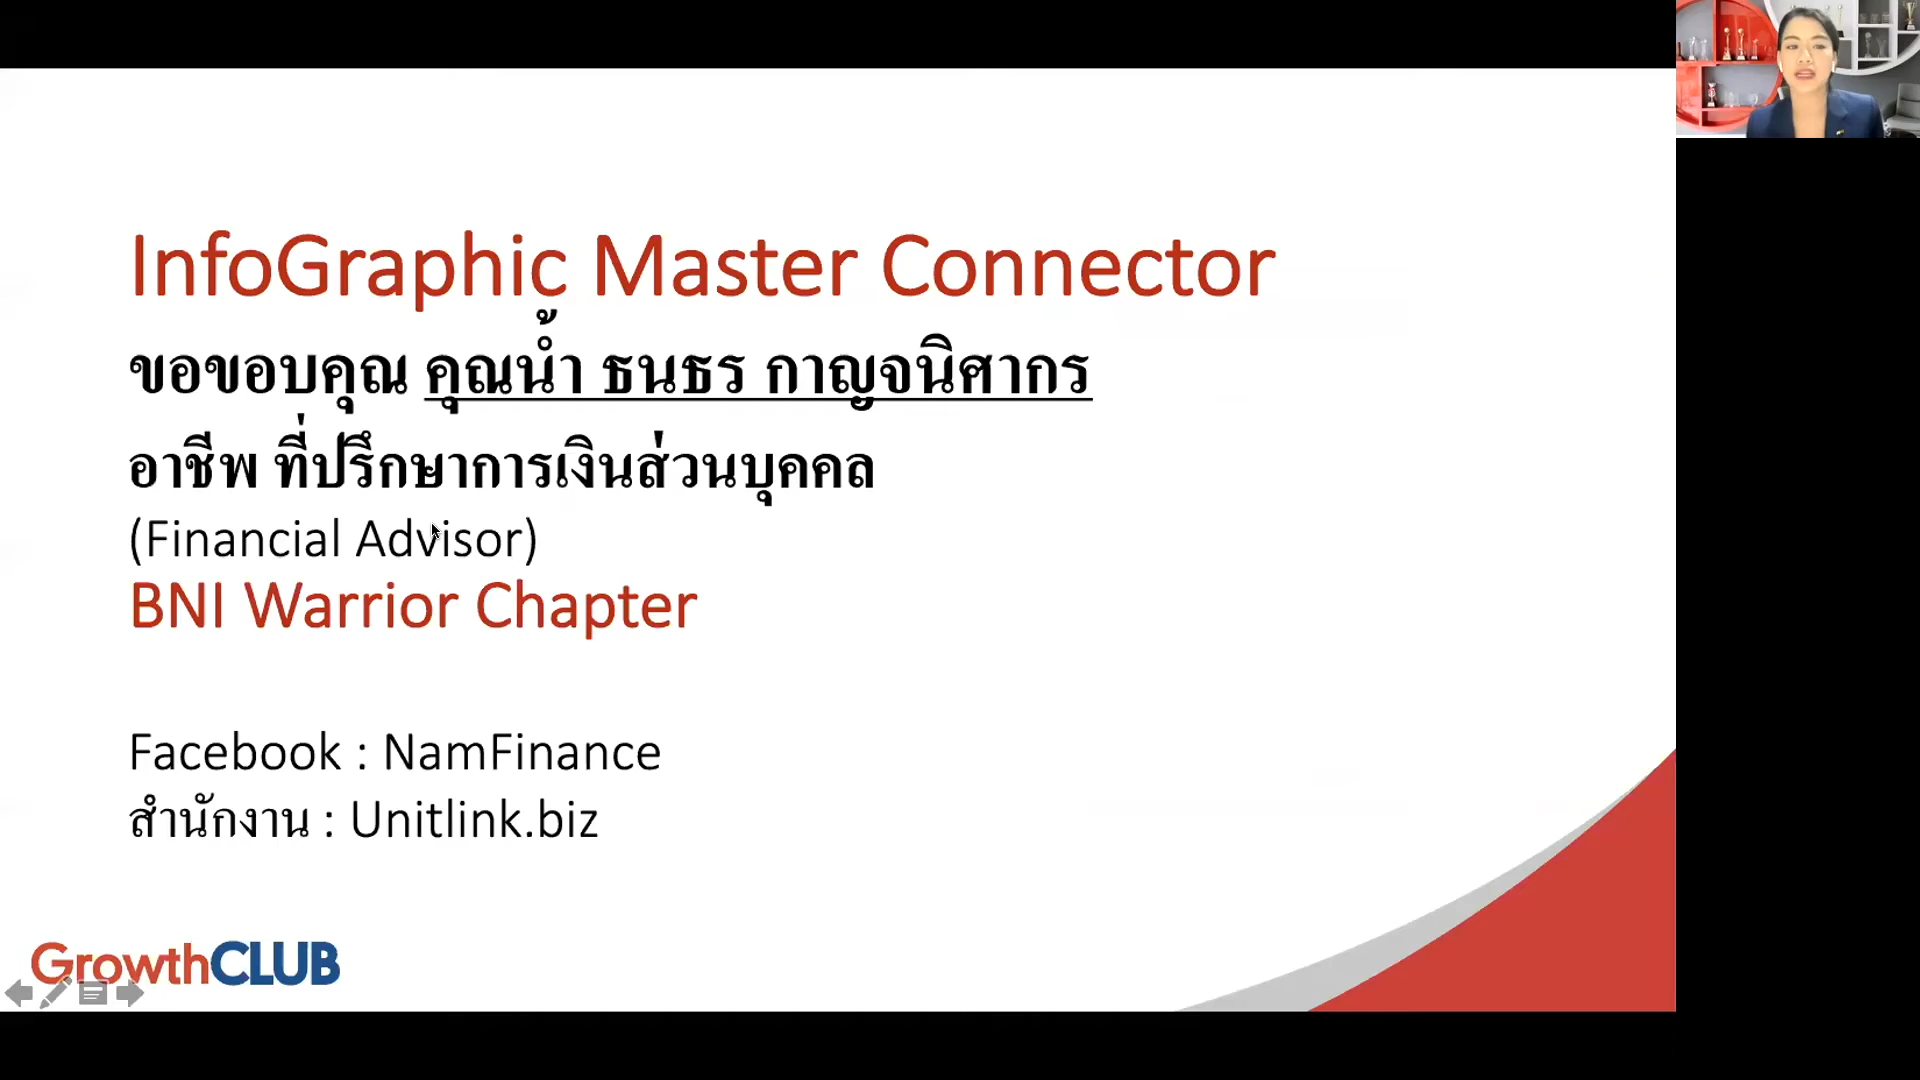 InfoGraphic Master Connector
ขอขอบคุณ คุณน้ำ ธนธร กาญจนิศากร
อาชีพ ที่ปรึกษาการเงินส่วนบุคคล
(Financial Advisor)
BNI Warrior Chapter
Facebook : NamFinance
สำนักงาน : Unitlink.biz
GrowthCLUB